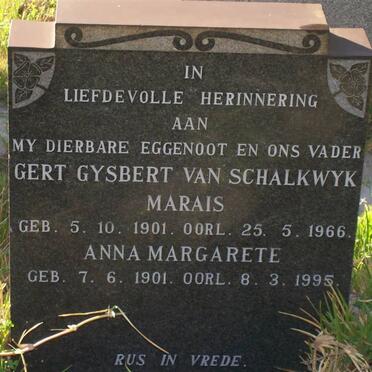 IN
LIEFDEVOLLE HERINNERING
AAN
MY DIERBARE EGGENOOT EN ONS VADER
GERT GYSBERT VAN SCHALKWYK
MARAIS
GEB. 5. 10. 1901. OORL. 25. 5. 1966.
ANNA MARGARETE
GEB. 7. 6. 1901. OORL. 8. 3. 1995.
RUS IN VREDE.